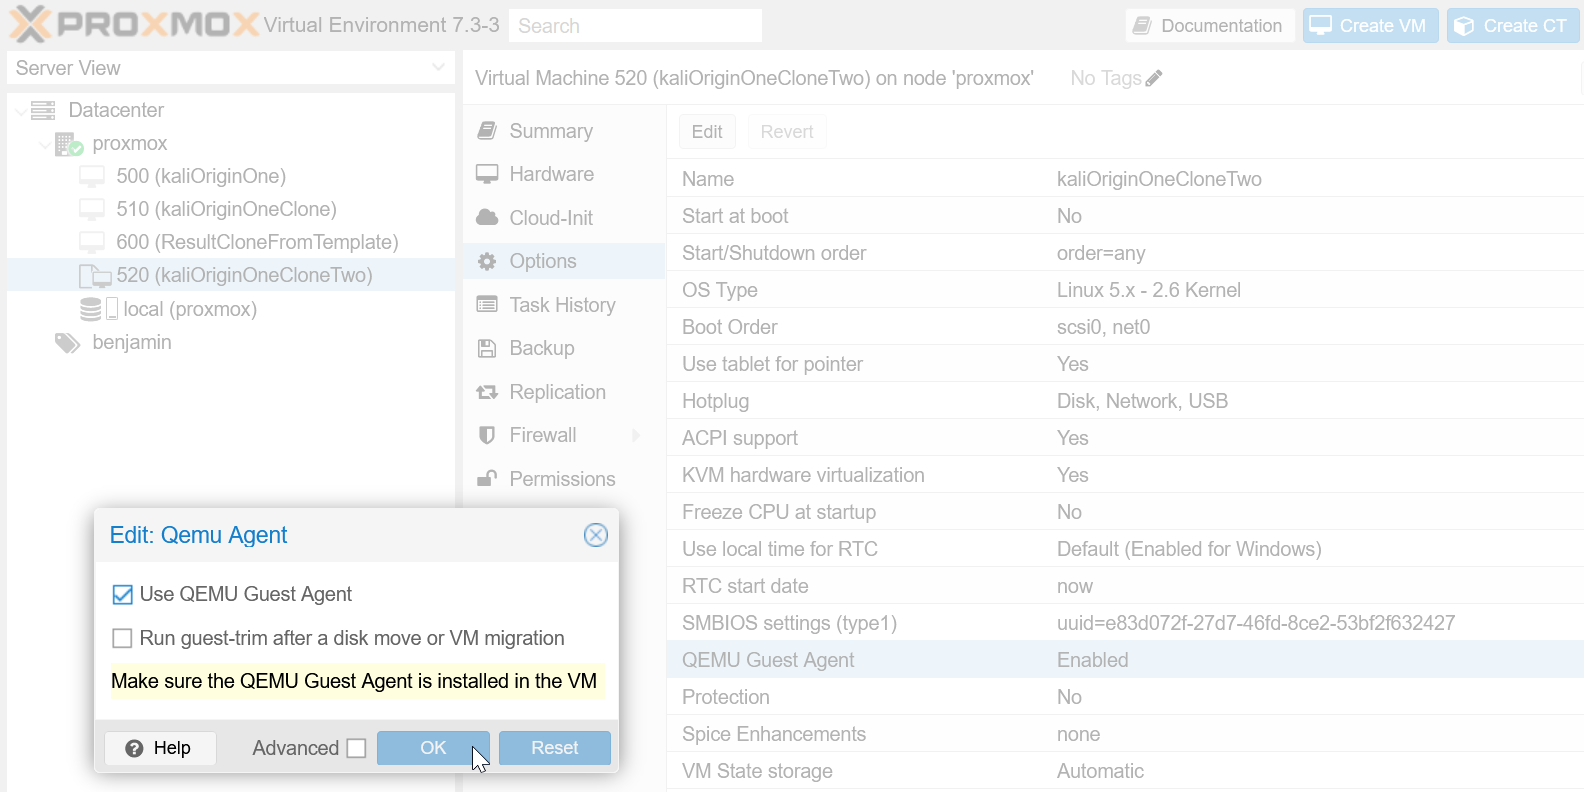 PROXMOX Virtual Environment 7.3-3 Search Documentation Create VM Create CT
Server View
Datacenter
proxmox
500 (kaliOriginOne)
510 (kaliOriginOneClone)
600 (ResultCloneFromTemplate)
520 (kaliOriginOneCloneTwo)
local (proxmox)
benjamin
Virtual Machine 520 (kaliOriginOneCloneTwo) on node 'proxmox' No Tags
Summary
Hardware
Cloud-Init
Options
Task History
Backup
Replication
Firewall
Permissions
Edit Revert
Name kaliOriginOneCloneTwo
Start at boot No
Start/Shutdown order order=any
OS Type Linux 5.x - 2.6 Kernel
Boot Order scsi0, net0
Use tablet for pointer Yes
Hotplug Disk, Network, USB
ACPI support Yes
KVM hardware virtualization Yes
Freeze CPU at startup No
Use local time for RTC Default (Enabled for Windows)
RTC start date now
SMBIOS settings (type1) uuid=e83d072f-27d7-46fd-8ce2-53bf2f632427
QEMU Guest Agent Enabled
Protection No
Spice Enhancements none
VM State storage Automatic
Edit: Qemu Agent
Use QEMU Guest Agent
Run guest-trim after a disk move or VM migration
Make sure the QEMU Guest Agent is installed in the VM
Help Advanced OK Reset